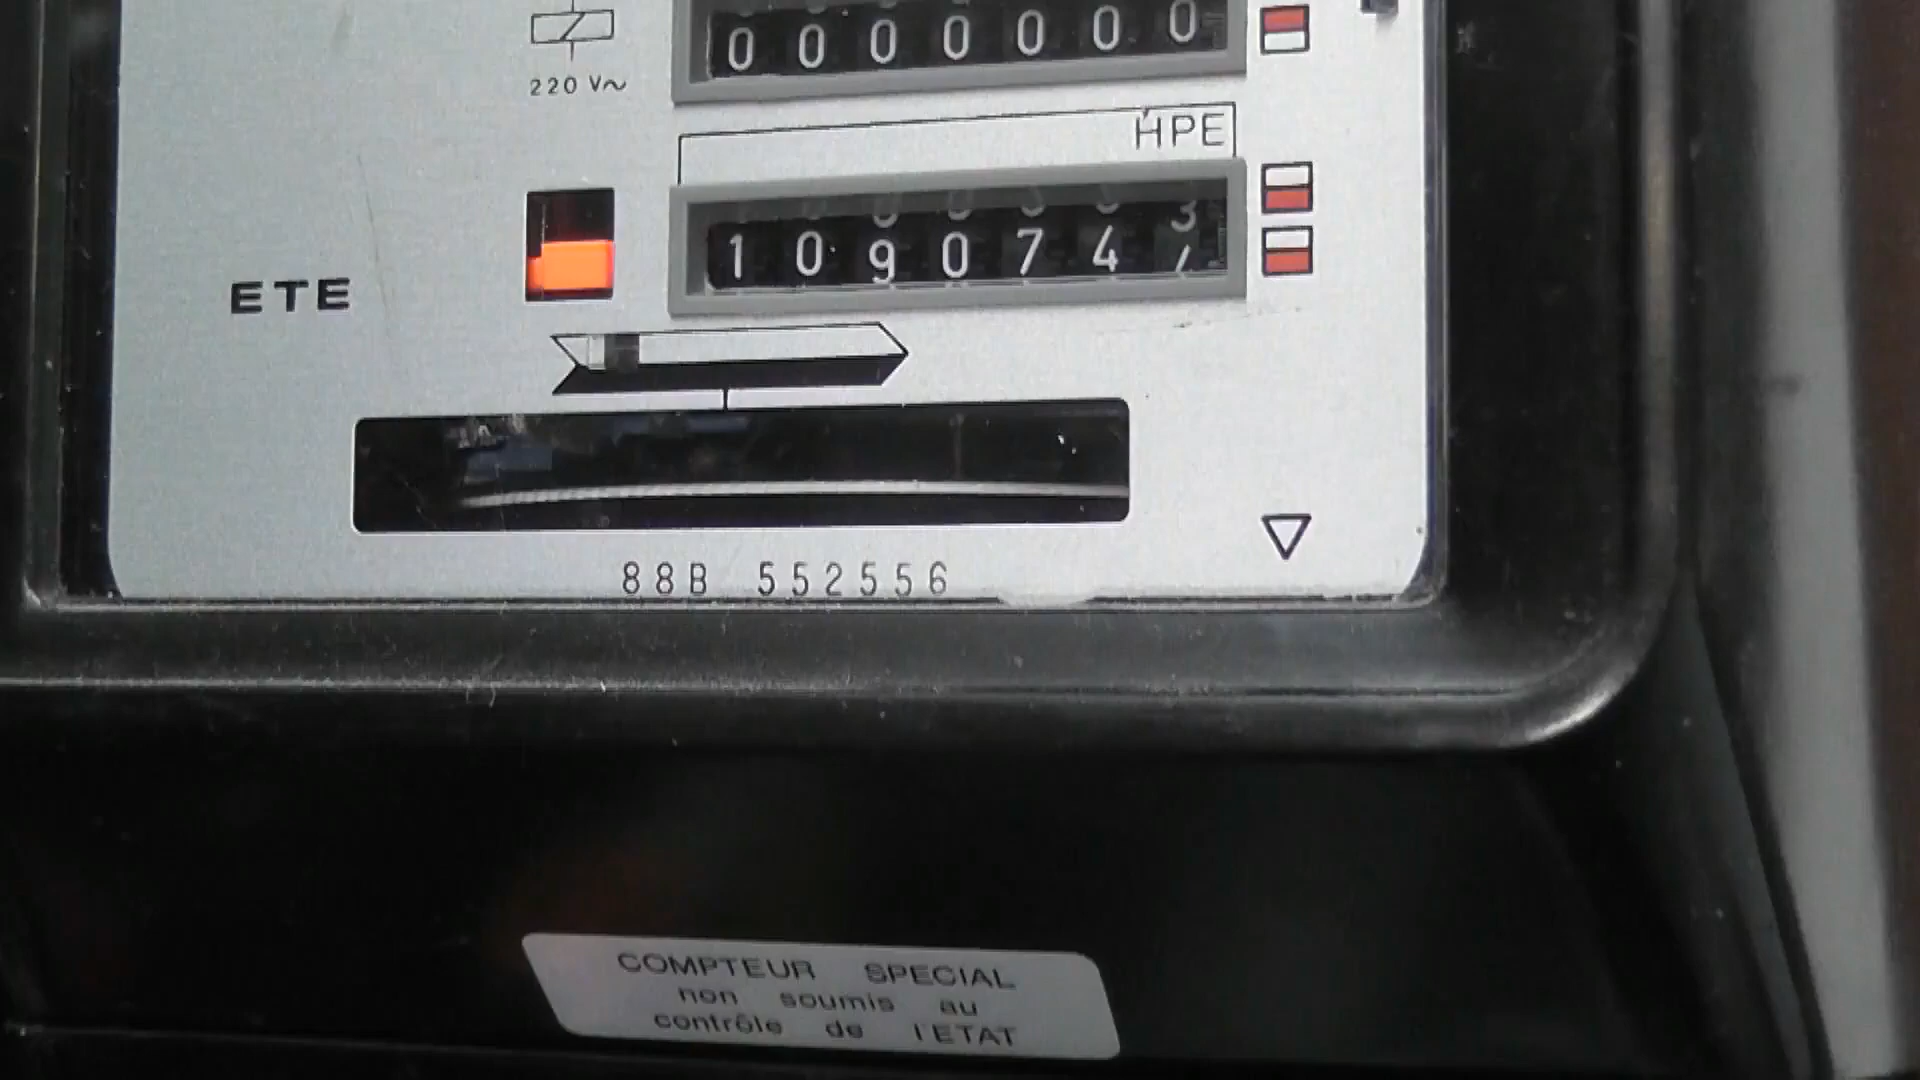 0000000
220 V~
HPE
109074
ETE
88B 552556
COMPTEUR SPECIAL
non soumis au
contrôle de l'ETAT